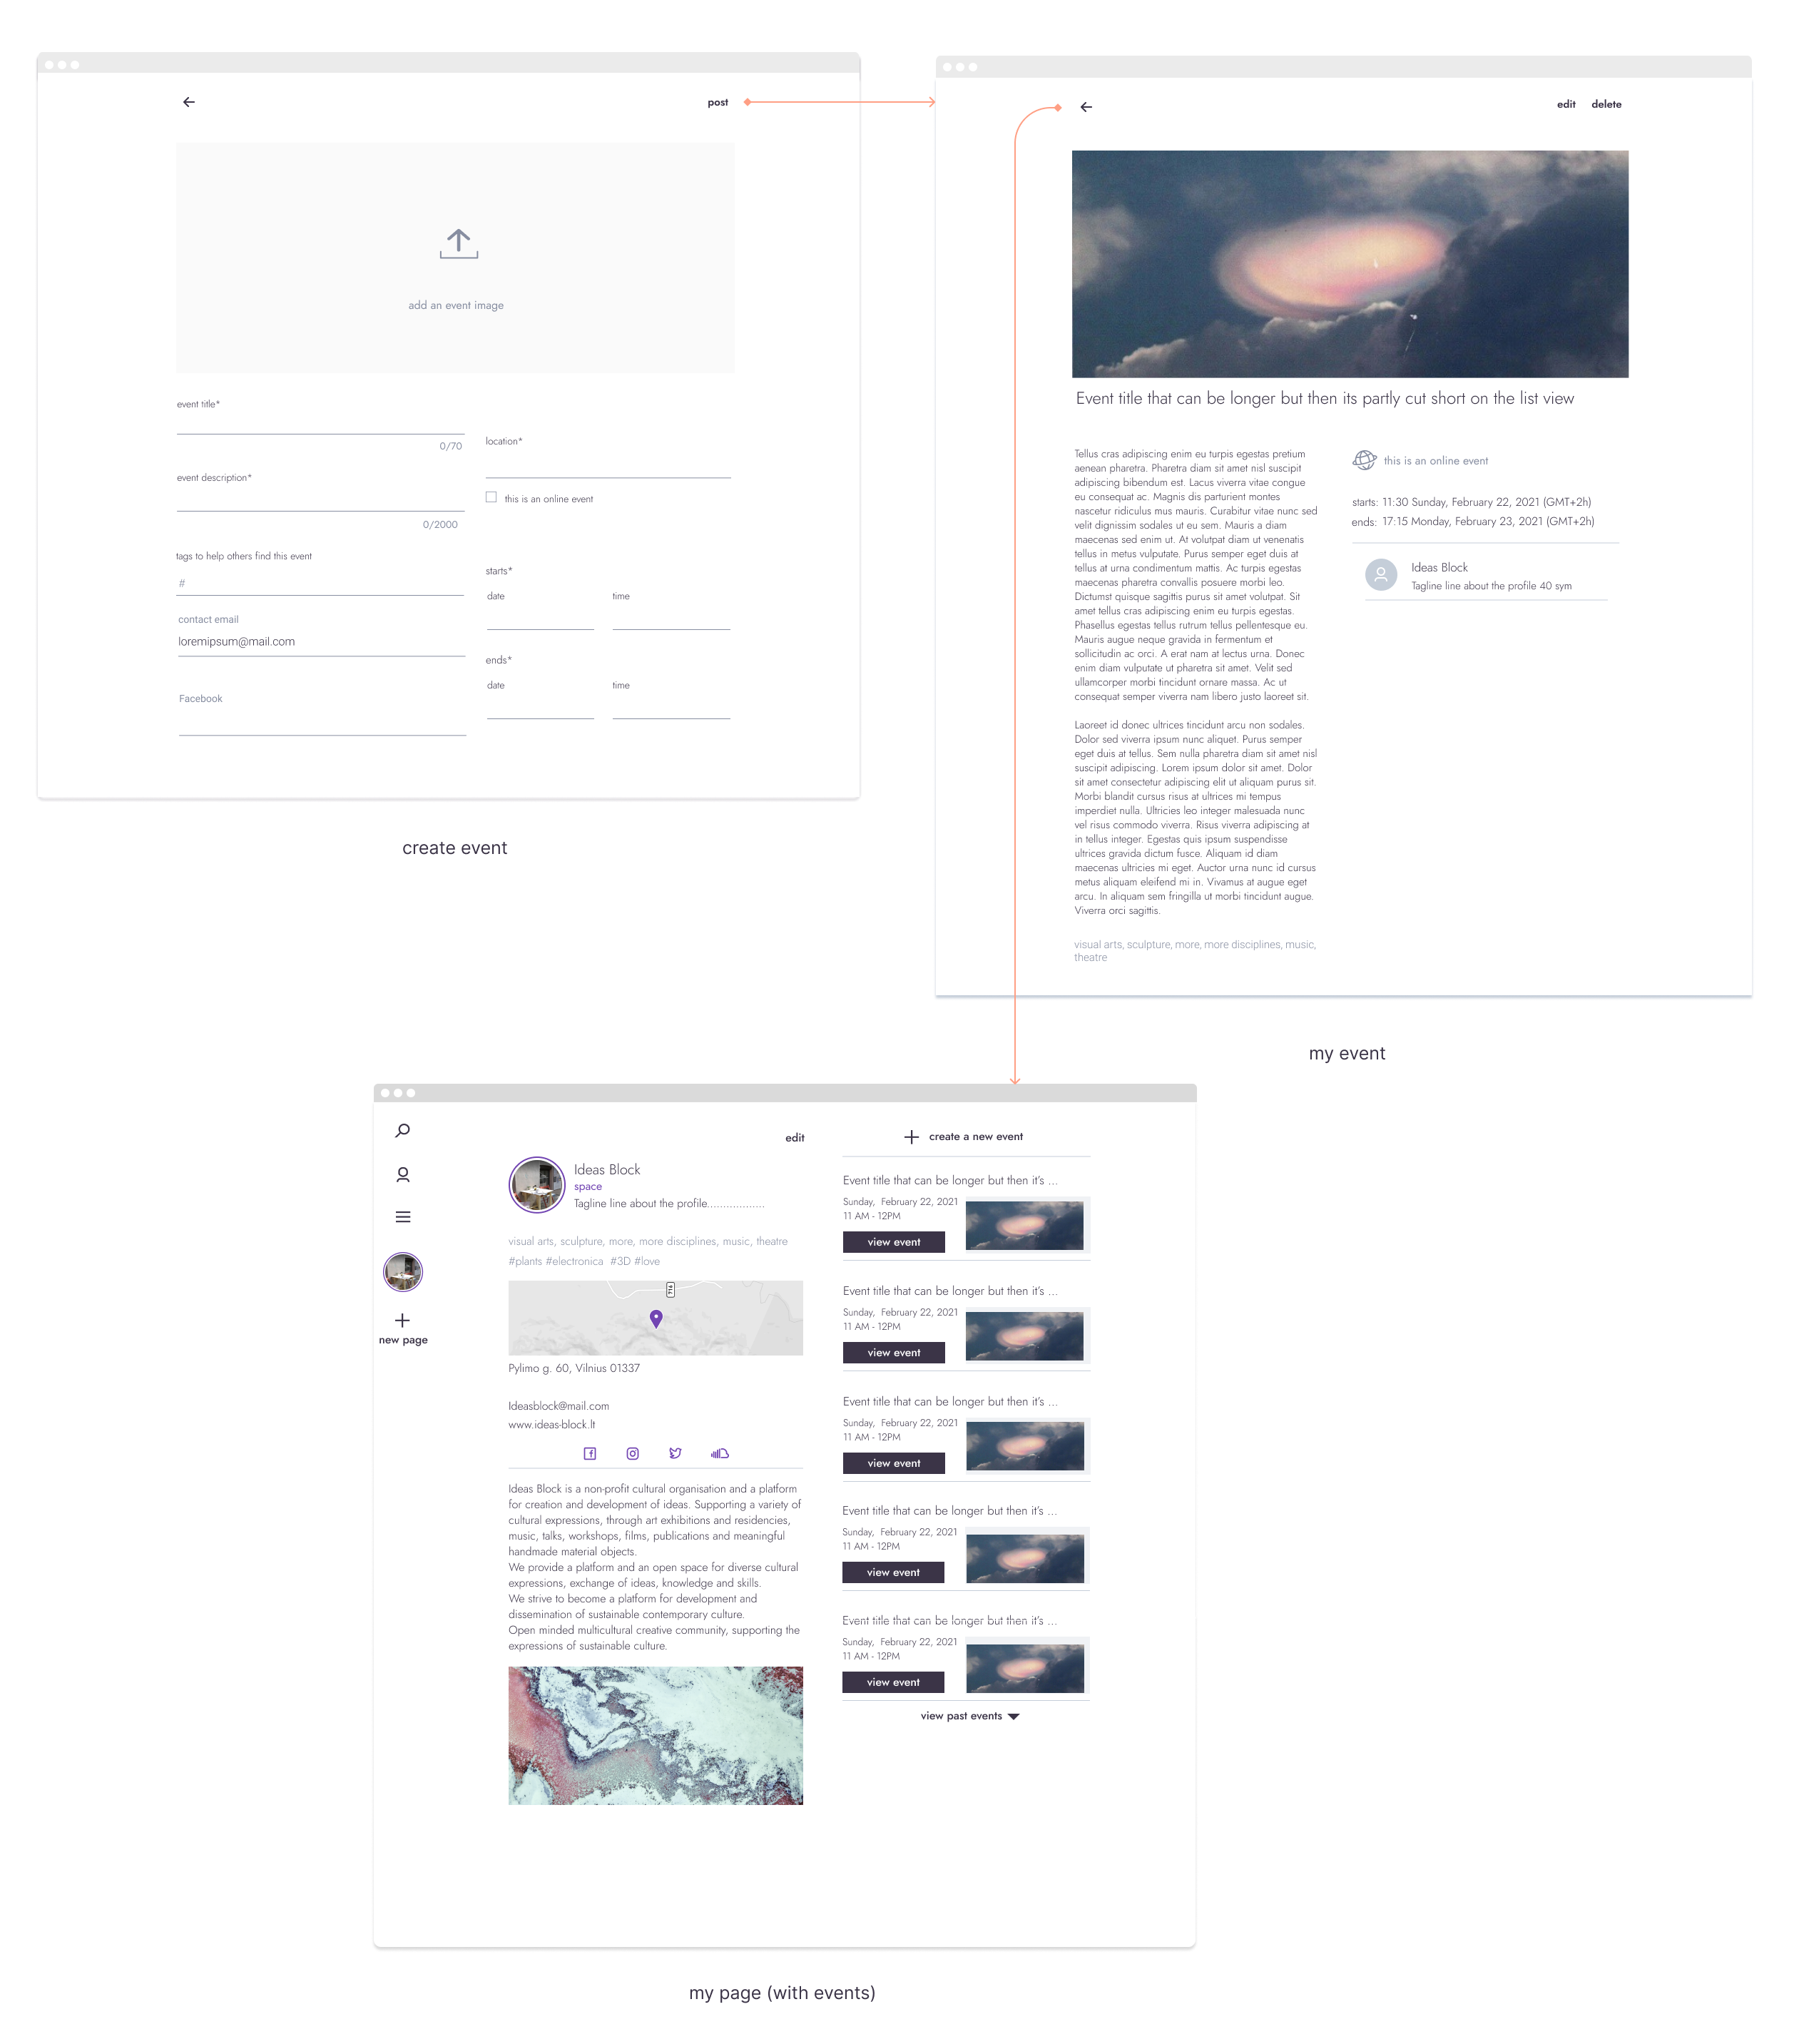 post
add an event image
event title*
0/70
event description*
0/2000
tags to help others find this event
#
contact email
loremipsum@mail.com
Facebook
location*
this is an online event
starts*
date time
ends*
date time
create event
edit delete
Event title that can be longer but then its partly cut short on the list view
Tellus cras adipiscing enim eu turpis egestas pretium
aenean pharetra. Pharetra diam sit amet nisl suscipit
adipiscing bibendum est. Lacus viverra vitae congue
eu consequat ac. Magnis dis parturient montes
nascetur ridiculus mus mauris. Curabitur vitae nunc sed
velit dignissim sodales ut eu sem. Mauris a diam
maecenas sed enim ut. At volutpat diam ut venenatis
tellus in metus vulputate. Purus semper eget duis at
tellus at urna condimentum mattis. Ac turpis egestas
maecenas pharetra convallis posuere morbi leo.
Dictumst quisque sagittis purus sit amet volutpat. Sit
amet tellus cras adipiscing enim eu turpis egestas.
Phasellus egestas tellus rutrum tellus pellentesque eu.
Mauris augue neque gravida in fermentum et
sollicitudin ac orci. A erat nam at lectus urna. Donec
enim diam vulputate ut pharetra sit amet. Velit sed
ullamcorper morbi tincidunt ornare massa. Ac ut
consequat semper viverra nam libero justo laoreet sit.
Laoreet id donec ultrices tincidunt arcu non sodales.
Dolor sed viverra ipsum nunc aliquet. Purus semper
eget duis at tellus. Sem nulla pharetra diam sit amet nisl
suscipit adipiscing. Lorem ipsum dolor sit amet. Dolor
sit amet consectetur adipiscing elit ut aliquam purus sit.
Morbi blandit cursus risus at ultrices mi tempus
imperdiet nulla. Ultricies leo integer malesuada nunc
vel risus commodo viverra. Risus viverra adipiscing at
in tellus integer. Egestas quis ipsum suspendisse
ultrices gravida dictum fusce. Aliquam id diam
maecenas ultricies mi eget. Auctor urna nunc id cursus
metus aliquam eleifend mi in. Vivamus at augue eget
arcu. In aliquam sem fringilla ut morbi tincidunt augue.
Viverra orci sagittis.
visual arts, sculpture, more, more disciplines, music,
theatre
this is an online event
starts: 11:30 Sunday, February 22, 2021 (GMT+2h)
ends: 17:15 Monday, February 23, 2021 (GMT+2h)
Ideas Block
Tagline line about the profile 40 sym
my event
new page
edit
Ideas Block
space
Tagline line about the profile..................
visual arts, sculpture, more, more disciplines, music, theatre
#plants #electronica #3D #love
Pylimo g. 60, Vilnius 01337
Ideasblock@mail.com
www.ideas-block.lt
Ideas Block is a non-profit cultural organisation and a platform
for creation and development of ideas. Supporting a variety of
cultural expressions, through art exhibitions and residencies,
music, talks, workshops, films, publications and meaningful
handmade material objects.
We provide a platform and an open space for diverse cultural
expressions, exchange of ideas, knowledge and skills.
We strive to become a platform for development and
dissemination of sustainable contemporary culture.
Open minded multicultural creative community, supporting the
expressions of sustainable culture.
create a new event
Event title that can be longer but then it's ...
Sunday, February 22, 2021
11 AM - 12PM
view event
Event title that can be longer but then it's ...
Sunday, February 22, 2021
11 AM - 12PM
view event
Event title that can be longer but then it's ...
Sunday, February 22, 2021
11 AM - 12PM
view event
Event title that can be longer but then it's ...
Sunday, February 22, 2021
11 AM - 12PM
view event
Event title that can be longer but then it's ...
Sunday, February 22, 2021
11 AM - 12PM
view event
view past events
my page (with events)